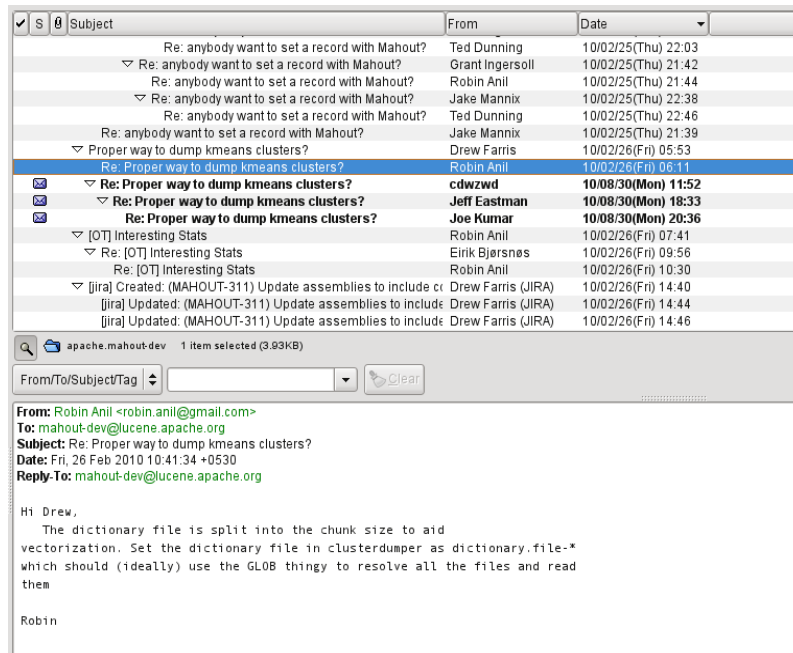 ✔ S Subject From Date
Re: anybody want to set a record with Mahout? Ted Dunning 10/02/25(Thu) 22:03
Re: anybody want to set a record with Mahout? Grant Ingersoll 10/02/25(Thu) 21:42
Re: anybody want to set a record with Mahout? Robin Anil 10/02/25(Thu) 21:44
Re: anybody want to set a record with Mahout? Jake Mannix 10/02/25(Thu) 22:38
Re: anybody want to set a record with Mahout? Ted Dunning 10/02/25(Thu) 22:46
Re: anybody want to set a record with Mahout? Jake Mannix 10/02/25(Thu) 21:39
Proper way to dump kmeans clusters? Drew Farris 10/02/26(Fri) 05:53
Re: Proper way to dump kmeans clusters? Robin Anil 10/02/26(Fri) 06:11
Re: Proper way to dump kmeans clusters? cdwzwd 10/08/30(Mon) 11:52
Re: Proper way to dump kmeans clusters? Jeff Eastman 10/08/30(Mon) 18:33
Re: Proper way to dump kmeans clusters? Joe Kumar 10/08/30(Mon) 20:36
[OT] Interesting Stats Robin Anil 10/02/26(Fri) 07:41
Re: [OT] Interesting Stats Eirik Bjørsnøs 10/02/26(Fri) 09:56
Re: [OT] Interesting Stats Robin Anil 10/02/26(Fri) 10:30
[jira] Created: (MAHOUT-311) Update assemblies to include Drew Farris (JIRA) 10/02/26(Fri) 14:40
[jira] Updated: (MAHOUT-311) Update assemblies to include Drew Farris (JIRA) 10/02/26(Fri) 14:44
[jira] Updated: (MAHOUT-311) Update assemblies to include Drew Farris (JIRA) 10/02/26(Fri) 14:46
apache.mahout-dev 1 item selected (3.93KB)
From/To/Subject/Tag Clear
From: Robin Anil <robin.anil@gmail.com>
To: mahout-dev@lucene.apache.org
Subject: Re: Proper way to dump kmeans clusters?
Date: Fri, 26 Feb 2010 10:41:34 +0530
Reply-To: mahout-dev@lucene.apache.org
Hi Drew,
The dictionary file is split into the chunk size to aid
vectorization. Set the dictionary file in clusterdumper as dictionary.file-*
which should (ideally) use the GLOB thingy to resolve all the files and read
them
Robin